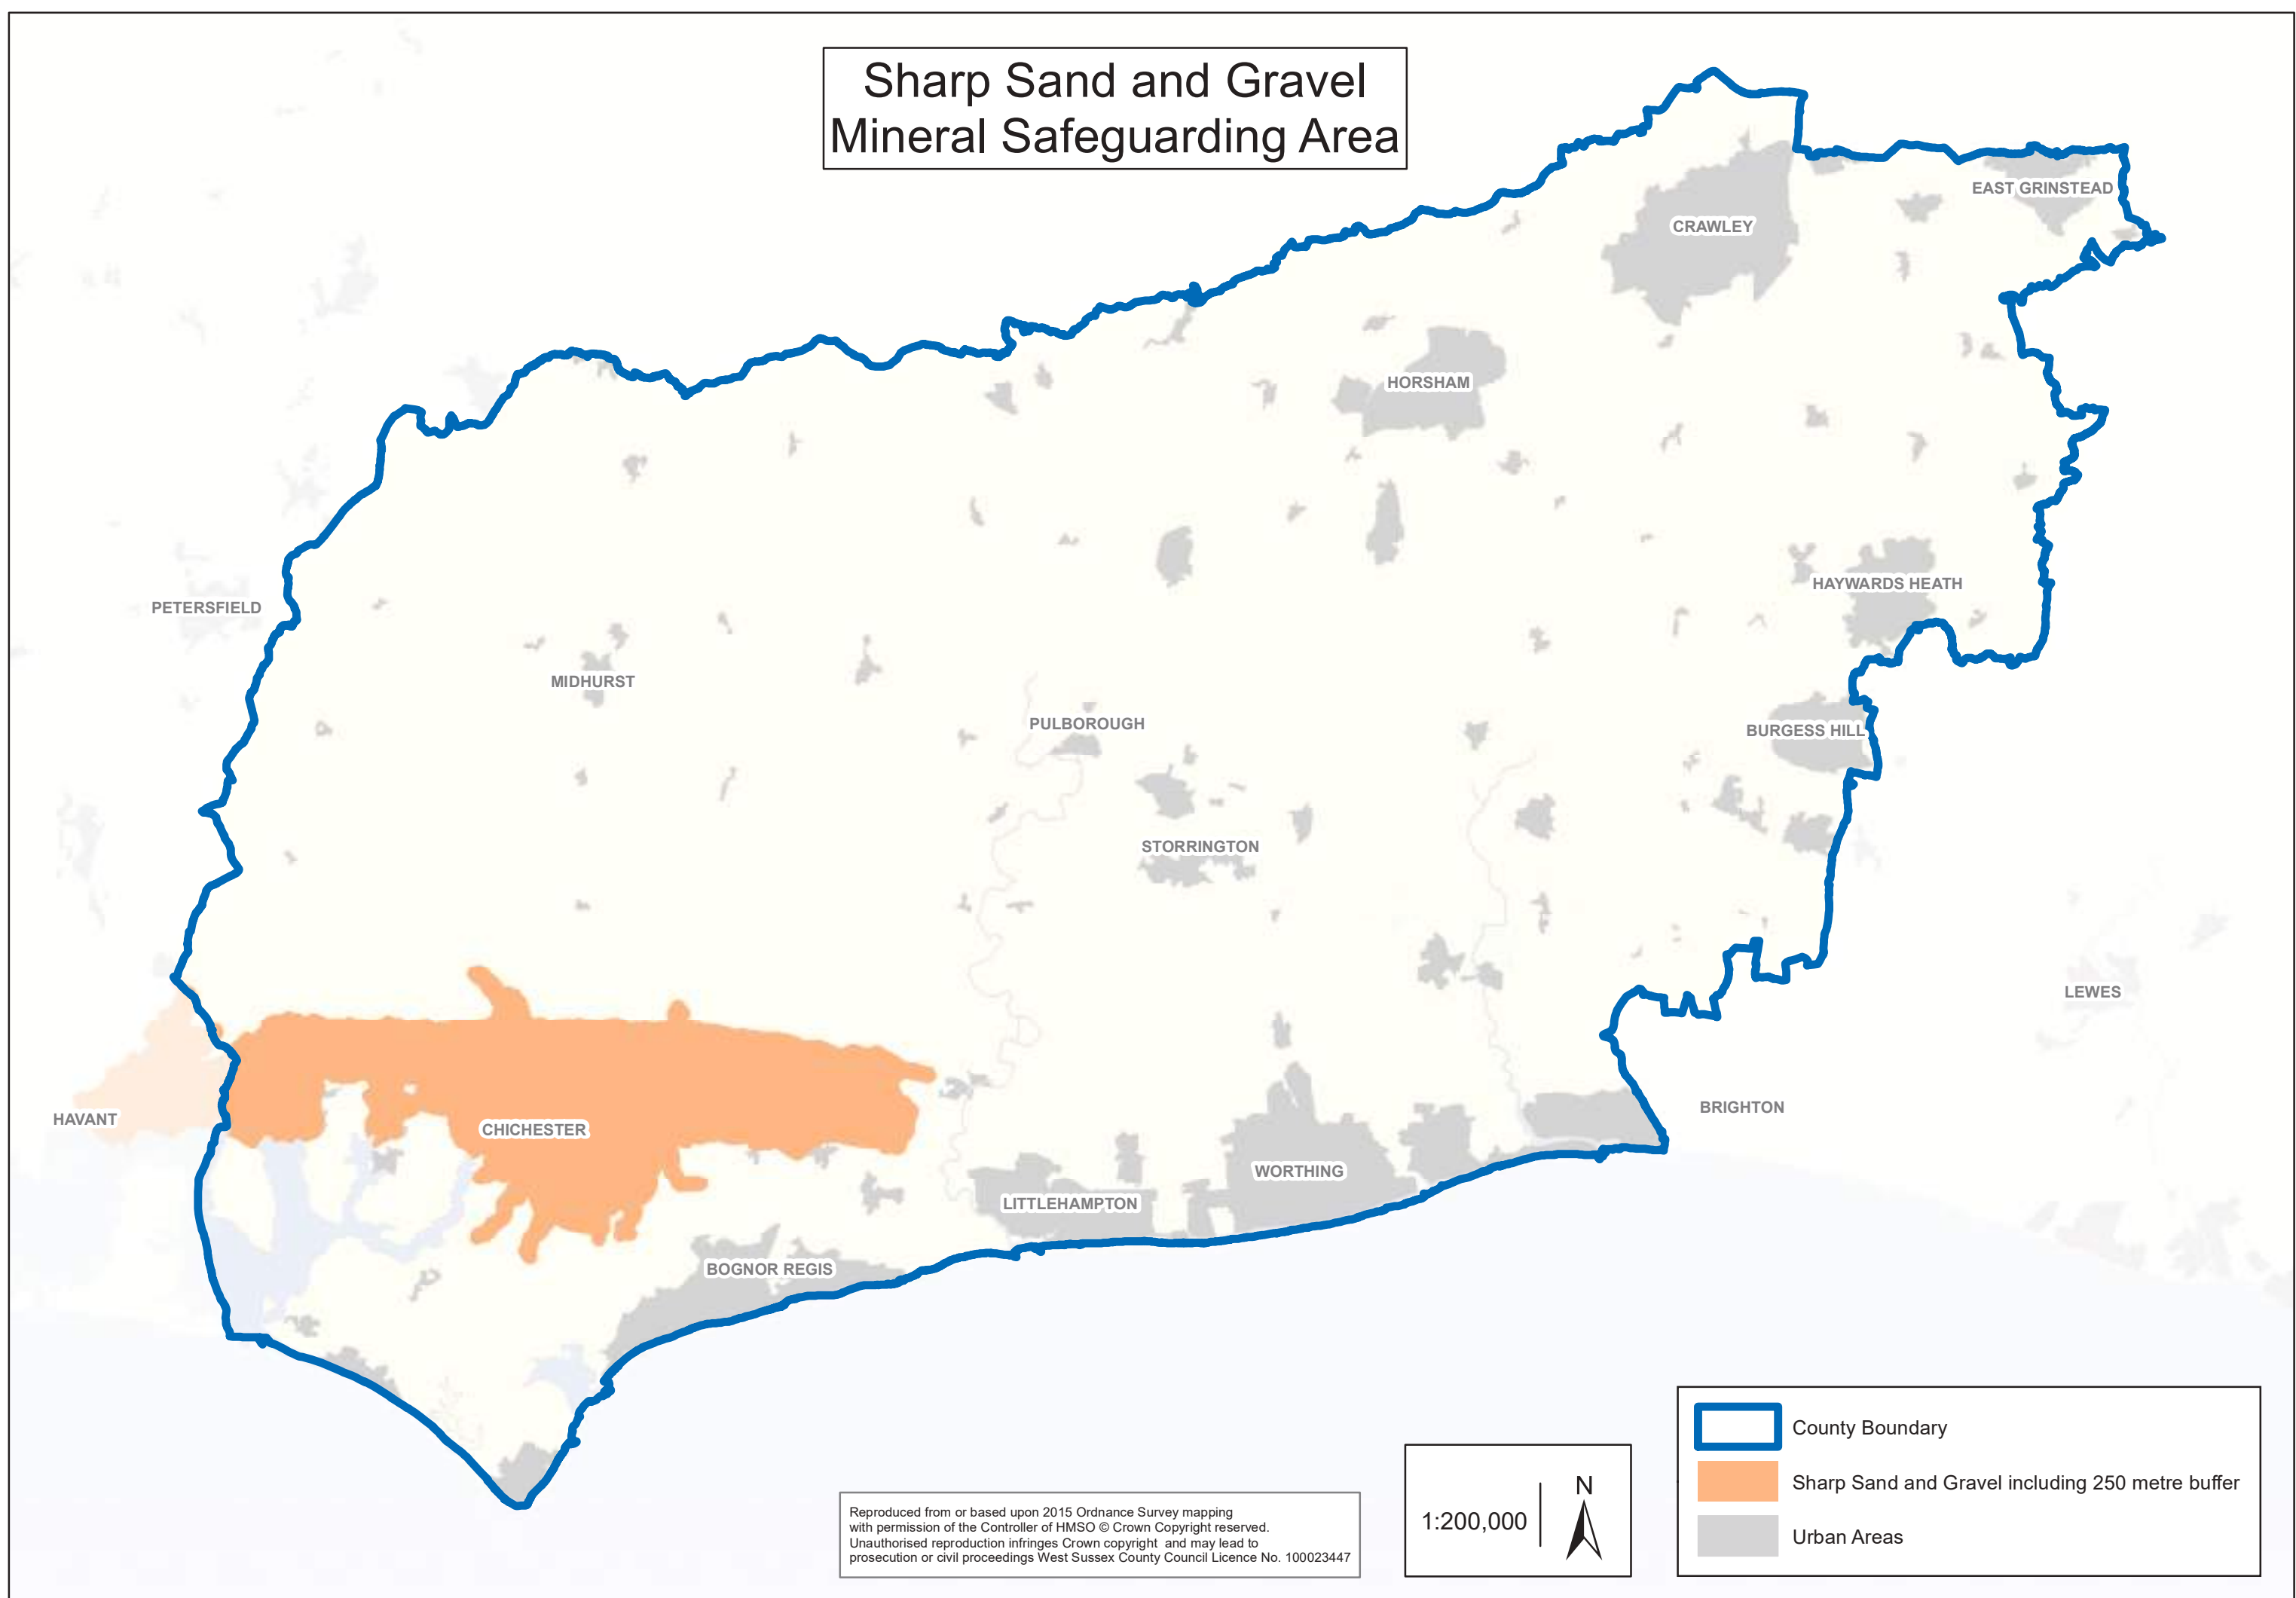 Sharp Sand and Gravel
Mineral Safeguarding Area
EAST GRINSTEAD
CRAWLEY
HORSHAM
HAYWARDS HEATH
PETERSFIELD
MIDHURST
PULBOROUGH
BURGESS HILL
STORRINGTON
LEWES
HAVANT
CHICHESTER
BRIGHTON
WORTHING
LITTLEHAMPTON
BOGNOR REGIS
County Boundary
Sharp Sand and Gravel including 250 metre buffer
Urban Areas
1:200,000
N
Reproduced from or based upon 2015 Ordnance Survey mapping
with permission of the Controller of HMSO © Crown Copyright reserved.
Unauthorised reproduction infringes Crown copyright and may lead to
prosecution or civil proceedings West Sussex County Council Licence No. 100023447